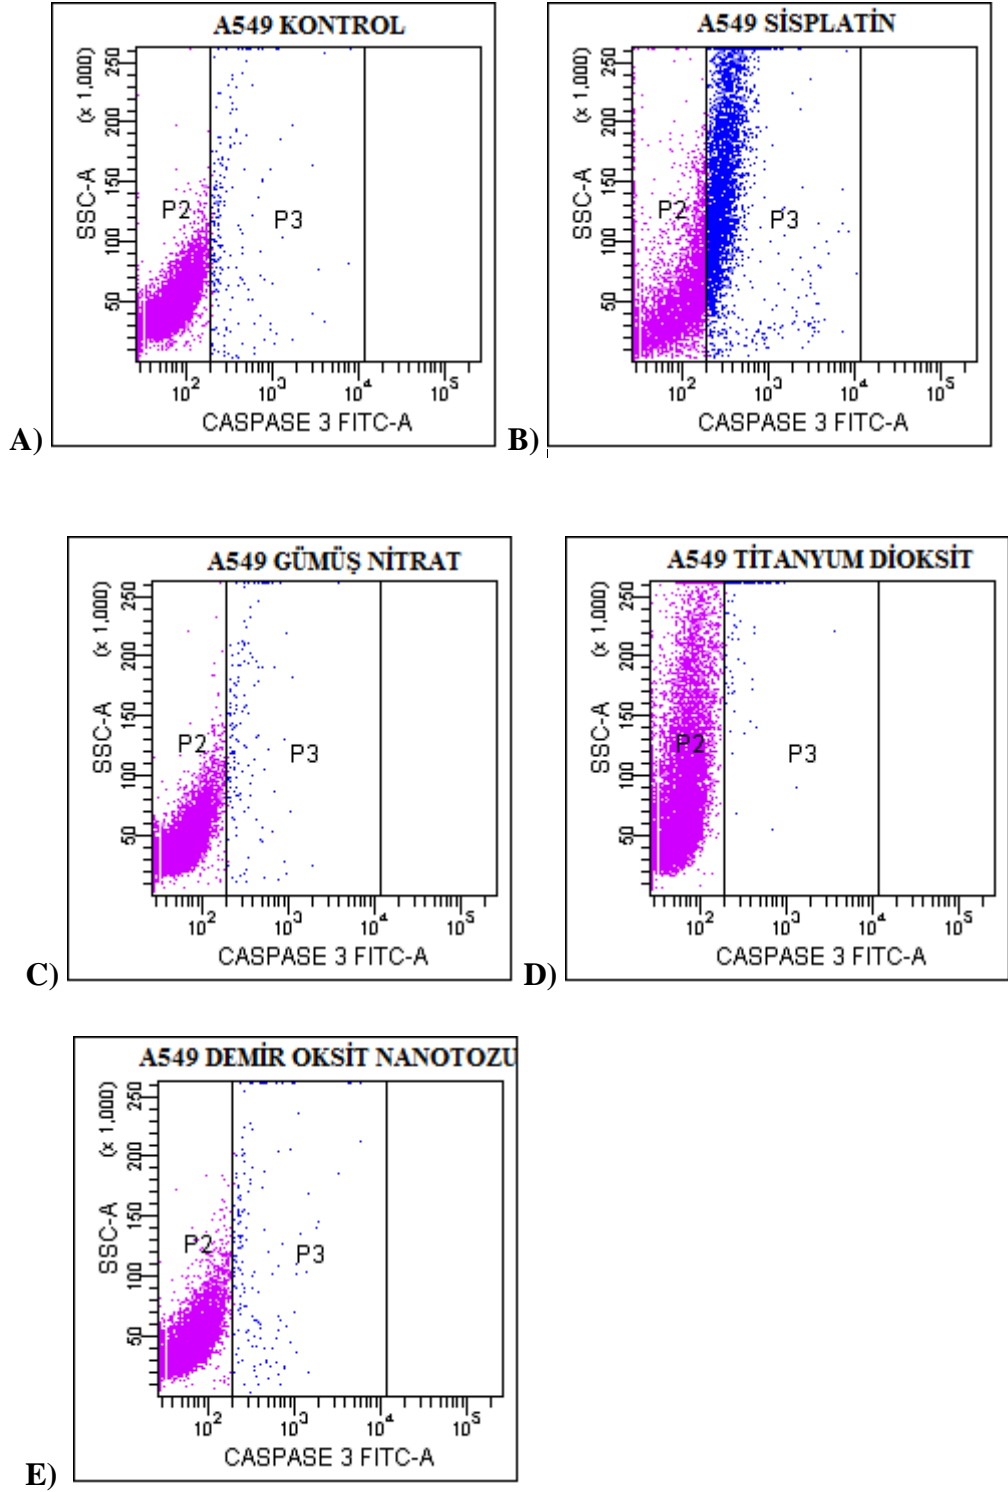 A549 KONTROL
(x 1,000)
250
200
150
100
50
SSC-A
P2
P3
10²
10³
10⁴
10⁵
CASPASE 3 FITC-A
A)
A549 SİSPLATİN
(x 1,000)
250
200
150
100
50
SSC-A
P2
P3
10²
10³
10⁴
10⁵
CASPASE 3 FITC-A
B)
A549 GÜMÜŞ NİTRAT
(x 1,000)
250
200
150
100
50
SSC-A
P2
P3
10²
10³
10⁴
10⁵
CASPASE 3 FITC-A
C)
A549 TİTANYUM DİOKSİT
(x 1,000)
250
200
150
100
50
SSC-A
P2
P3
10²
10³
10⁴
10⁵
CASPASE 3 FITC-A
D)
A549 DEMİR OKSİT NANOTOZU
(x 1,000)
250
200
150
100
50
SSC-A
P2
P3
10²
10³
10⁴
10⁵
CASPASE 3 FITC-A
E)